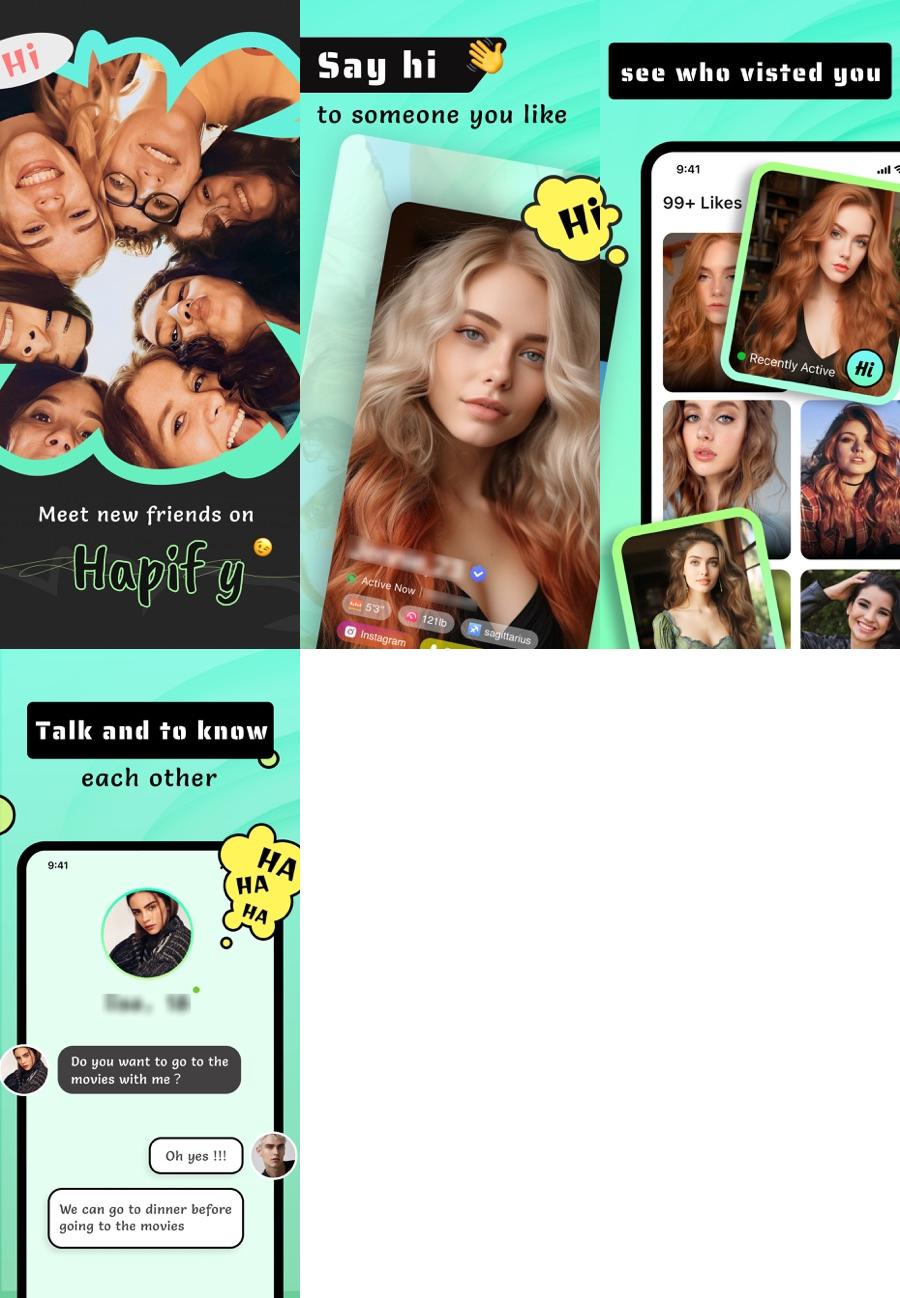 Hi
Meet new friends on
Hapify
Say hi
to someone you like
Hi
Active Now
5'3"
121lb
sagittarius
Instagram
see who visted you
9:41
99+ Likes
Recently Active
Hi
Talk and to know
each other
9:41
HA
HA
HA
Do you want to go to the
movies with me ?
Oh yes !!!
We can go to dinner before
going to the movies